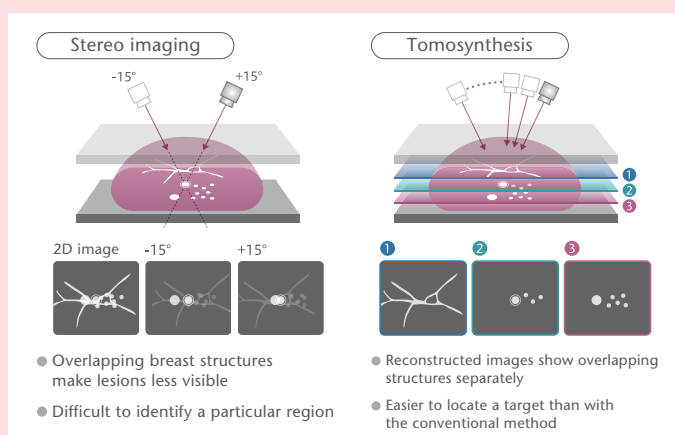 Stereo imaging
-15°
+15°
2D image
-15°
+15°
● Overlapping breast structures
make lesions less visible
● Difficult to identify a particular region
Tomosynthesis
1
2
3
1
2
3
● Reconstructed images show overlapping
structures separately
● Easier to locate a target than with
the conventional method